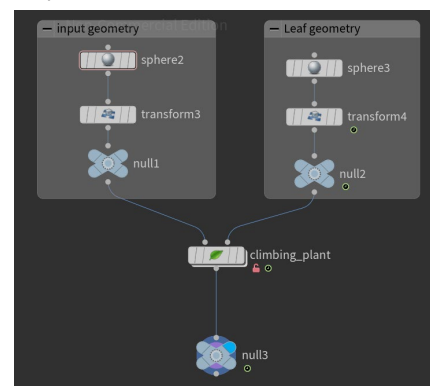 input geometry
sphere2
transform3
null1
Leaf geometry
sphere3
transform4
null2
climbing_plant
null3